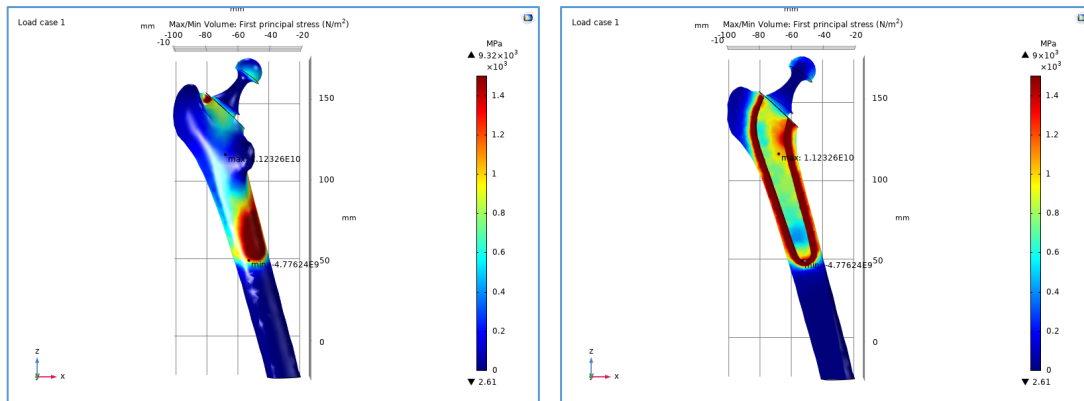 Load case 1
mm
Max/Min Volume: First principal stress (N/m²)
-100 -80 -60 -40 -20
-10
MPa
▲ 9.32×10³
×10³
1.4
1.2
1
0.8
0.6
0.4
0.2
0
▼ 2.61
150
100
mm
50
0
max: 1.12326E10
min: -4.77624E9
z
y
x
Load case 1
mm
Max/Min Volume: First principal stress (N/m²)
-100 -80 -60 -40 -20
-10
MPa
▲ 9×10³
×10³
1.4
1.2
1
0.8
0.6
0.4
0.2
0
▼ 2.61
150
100
mm
50
0
max: 1.12326E10
min: -4.77624E9
z
y
x